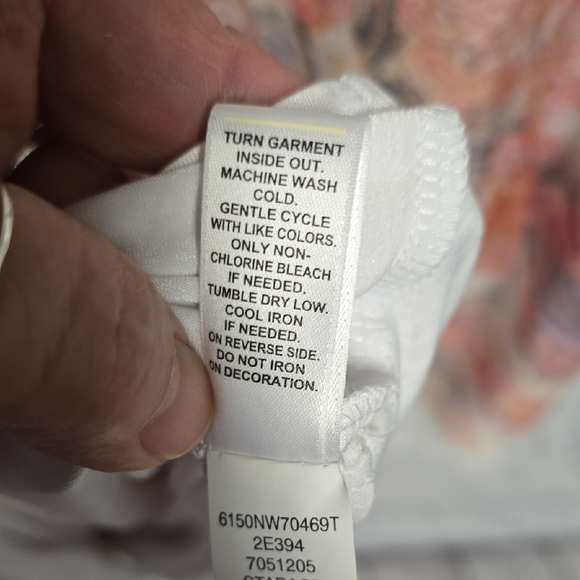 TURN GARMENT
INSIDE OUT.
MACHINE WASH
COLD.
GENTLE CYCLE
WITH LIKE COLORS.
ONLY NON-
CHLORINE BLEACH
IF NEEDED.
TUMBLE DRY LOW.
COOL IRON
IF NEEDED.
ON REVERSE SIDE.
DO NOT IRON
ON DECORATION.
6150NW70469T
2E394
7051205